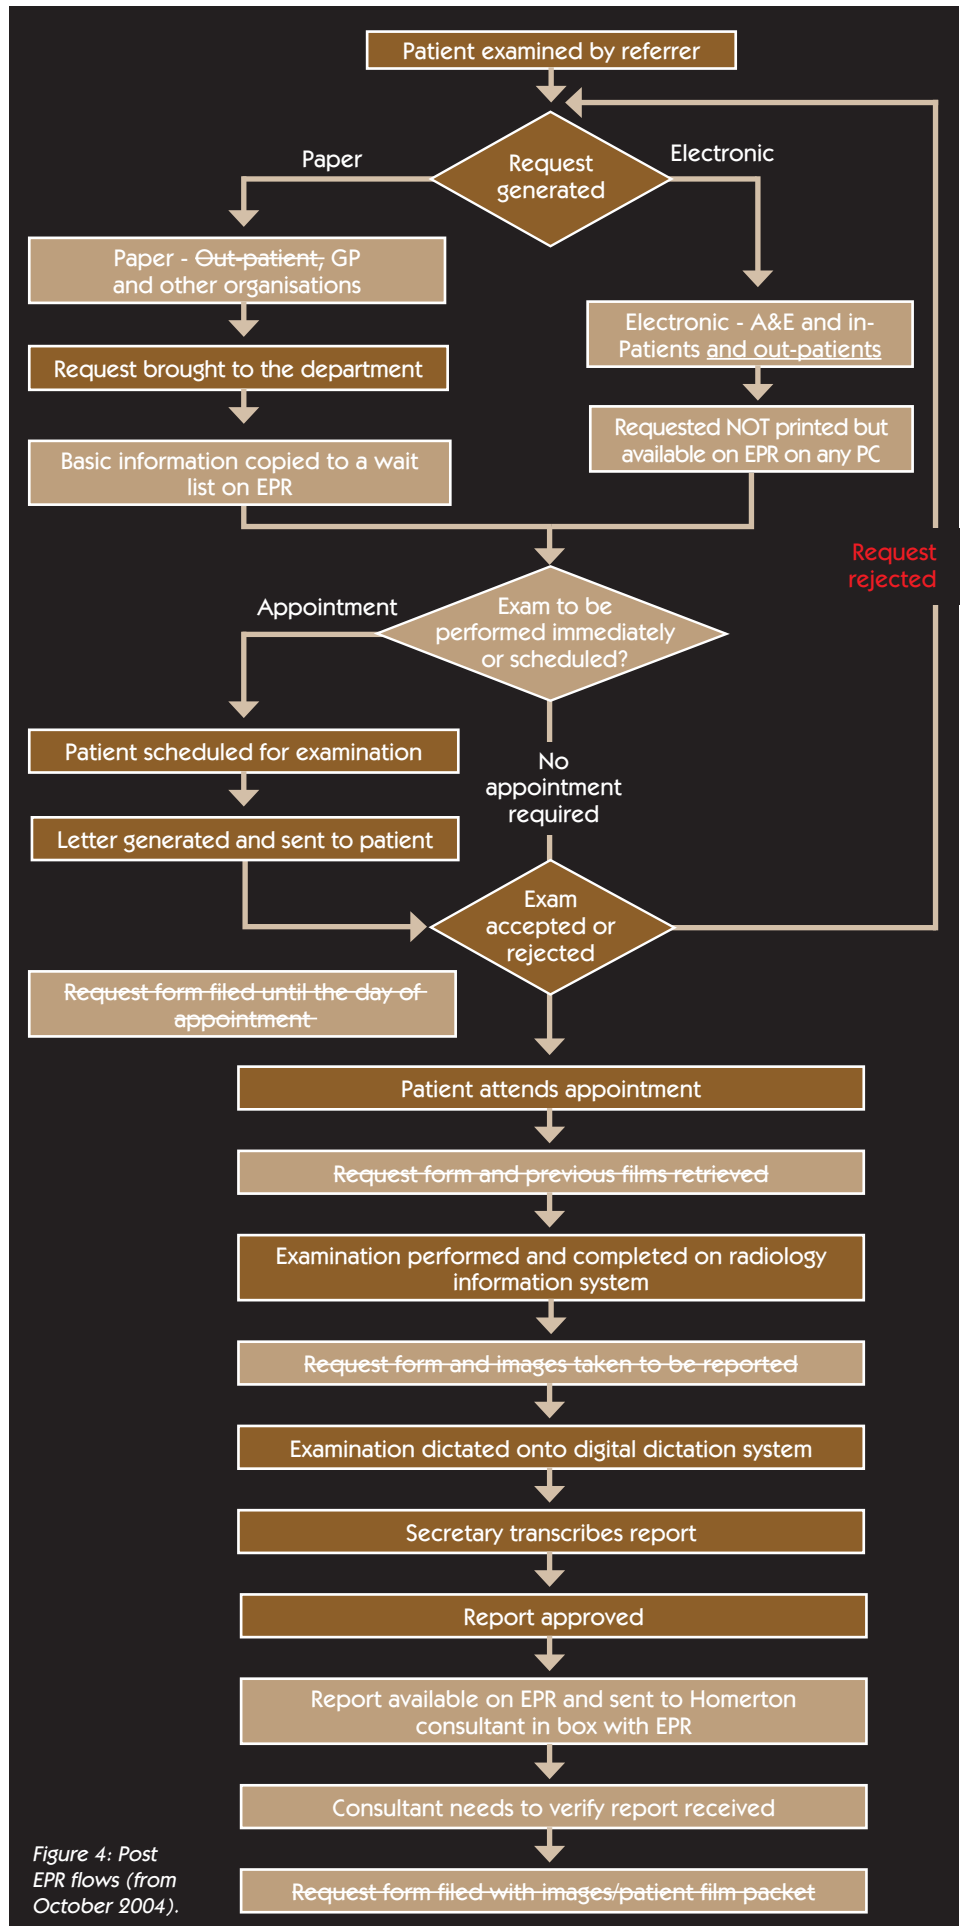 Patient examined by referrer
Paper
Electronic
Request
generated
Paper - Out-patient, GP
and other organisations
Electronic - A&E and in-
Patients and out-patients
Request brought to the department
Requested NOT printed but
available on EPR on any PC
Basic information copied to a wait
list on EPR
Request
rejected
Appointment
Exam to be
performed immediately
or scheduled?
Patient scheduled for examination
No
appointment
required
Letter generated and sent to patient
Exam
accepted or
rejected
Request form filed until the day of
appointment
Patient attends appointment
Request form and previous films retrieved
Examination performed and completed on radiology
information system
Request form and images taken to be reported
Examination dictated onto digital dictation system
Secretary transcribes report
Report approved
Report available on EPR and sent to Homerton
consultant in box with EPR
Consultant needs to verify report received
Request form filed with images/patient film packet
Figure 4: Post
EPR flows (from
October 2004).